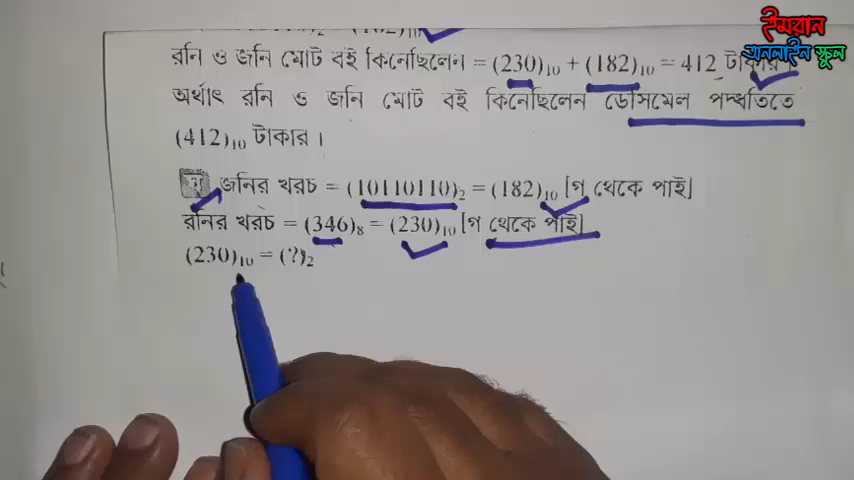 ইমরান
অনলাইন স্কুল
রনি ও জনি মোট বই কিনেছিলেন = (230)₁₀ + (182)₁₀ = 412 টাকার।
অর্থাৎ রনি ও জনি মোট বই কিনেছিলেন ডেসিমেল পদ্ধতিতে
(412)₁₀ টাকার।
জনির খরচ = (10110110)₂ = (182)₁₀ [গ থেকে পাই]
রনির খরচ = (346)₈ = (230)₁₀ [গ থেকে পাই]
(230)₁₀ = (?)₂